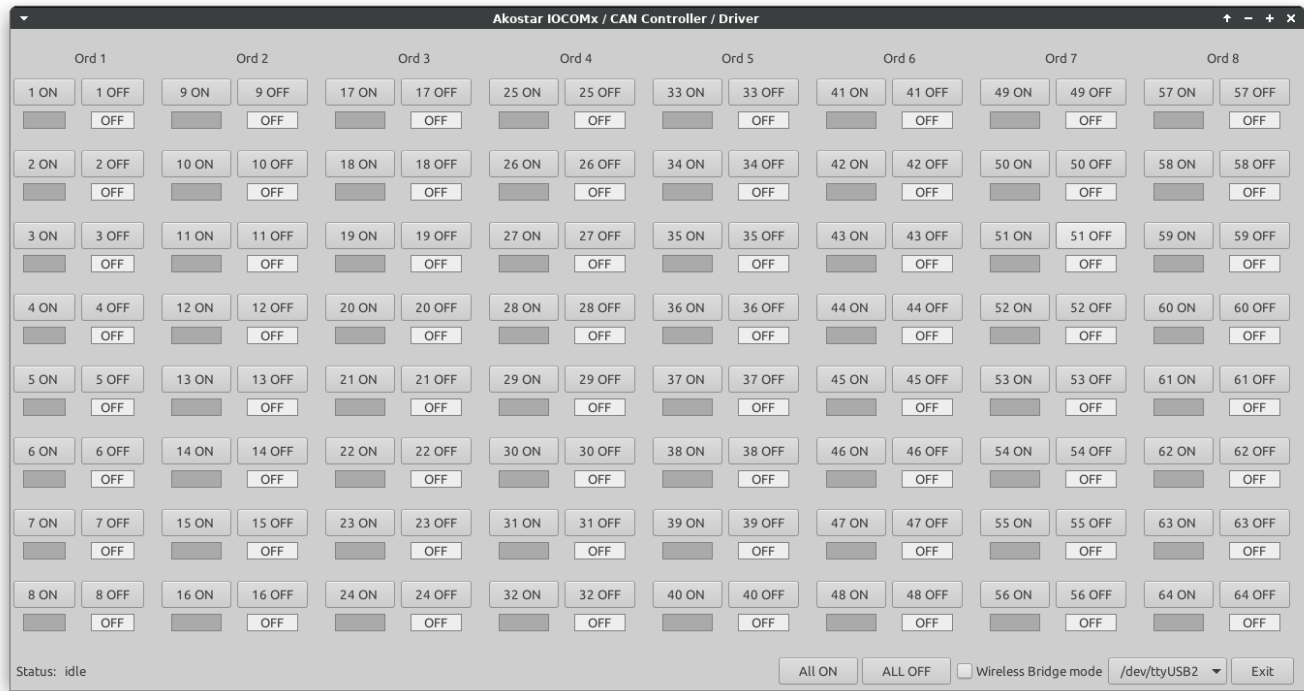 Akostar IOCOMx / CAN Controller / Driver
Ord 1 Ord 2 Ord 3 Ord 4 Ord 5 Ord 6 Ord 7 Ord 8
1 ON 1 OFF 9 ON 9 OFF 17 ON 17 OFF 25 ON 25 OFF 33 ON 33 OFF 41 ON 41 OFF 49 ON 49 OFF 57 ON 57 OFF
OFF OFF OFF OFF OFF OFF OFF OFF
2 ON 2 OFF 10 ON 10 OFF 18 ON 18 OFF 26 ON 26 OFF 34 ON 34 OFF 42 ON 42 OFF 50 ON 50 OFF 58 ON 58 OFF
OFF OFF OFF OFF OFF OFF OFF OFF
3 ON 3 OFF 11 ON 11 OFF 19 ON 19 OFF 27 ON 27 OFF 35 ON 35 OFF 43 ON 43 OFF 51 ON 51 OFF 59 ON 59 OFF
OFF OFF OFF OFF OFF OFF OFF OFF
4 ON 4 OFF 12 ON 12 OFF 20 ON 20 OFF 28 ON 28 OFF 36 ON 36 OFF 44 ON 44 OFF 52 ON 52 OFF 60 ON 60 OFF
OFF OFF OFF OFF OFF OFF OFF OFF
5 ON 5 OFF 13 ON 13 OFF 21 ON 21 OFF 29 ON 29 OFF 37 ON 37 OFF 45 ON 45 OFF 53 ON 53 OFF 61 ON 61 OFF
OFF OFF OFF OFF OFF OFF OFF OFF
6 ON 6 OFF 14 ON 14 OFF 22 ON 22 OFF 30 ON 30 OFF 38 ON 38 OFF 46 ON 46 OFF 54 ON 54 OFF 62 ON 62 OFF
OFF OFF OFF OFF OFF OFF OFF OFF
7 ON 7 OFF 15 ON 15 OFF 23 ON 23 OFF 31 ON 31 OFF 39 ON 39 OFF 47 ON 47 OFF 55 ON 55 OFF 63 ON 63 OFF
OFF OFF OFF OFF OFF OFF OFF OFF
8 ON 8 OFF 16 ON 16 OFF 24 ON 24 OFF 32 ON 32 OFF 40 ON 40 OFF 48 ON 48 OFF 56 ON 56 OFF 64 ON 64 OFF
OFF OFF OFF OFF OFF OFF OFF OFF
Status: idle All ON ALL OFF Wireless Bridge mode /dev/ttyUSB2 Exit